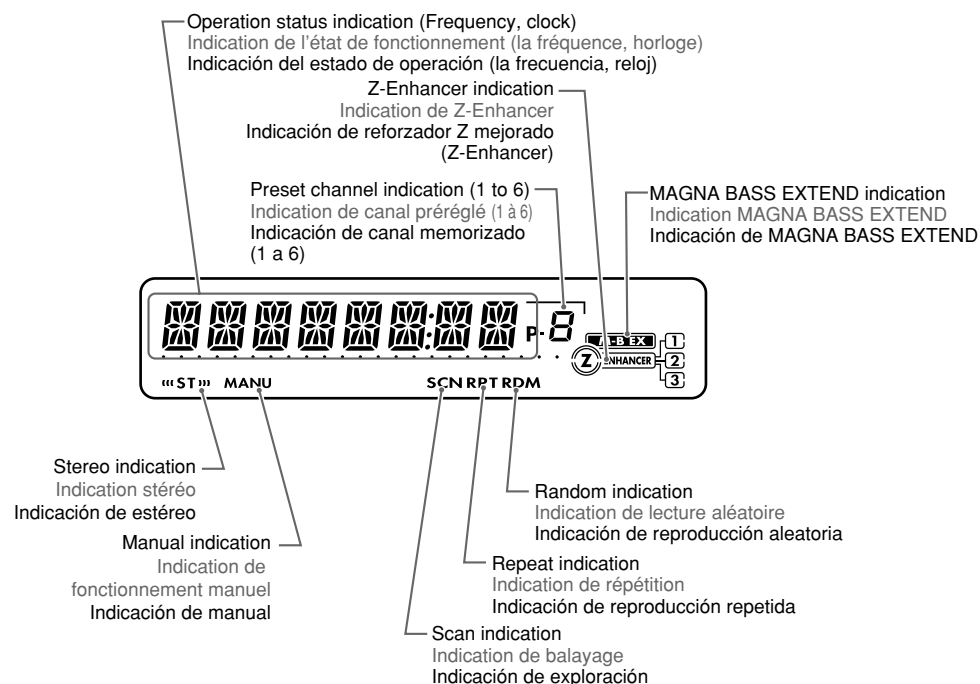 Operation status indication (Frequency, clock)
Indication de l'état de fonctionnement (la fréquence, horloge)
Indicación del estado de operación (la frecuencia, reloj)
Z-Enhancer indication
Indication de Z-Enhancer
Indicación de reforzador Z mejorado
(Z-Enhancer)
Preset channel indication (1 to 6)
Indication de canal préréglé (1 à 6)
Indicación de canal memorizado
(1 a 6)
MAGNA BASS EXTEND indication
Indication MAGNA BASS EXTEND
Indicación de MAGNA BASS EXTEND
P-8
M-B EX 1
Z ENHANCER 2
3
ST MANU SCN RPT RDM
Stereo indication
Indication stéréo
Indicación de estéreo
Manual indication
Indication de
fonctionnement manuel
Indicación de manual
Random indication
Indication de lecture aléatoire
Indicación de reproducción aleatoria
Repeat indication
Indication de répétition
Indicación de reproducción repetida
Scan indication
Indication de balayage
Indicación de exploración